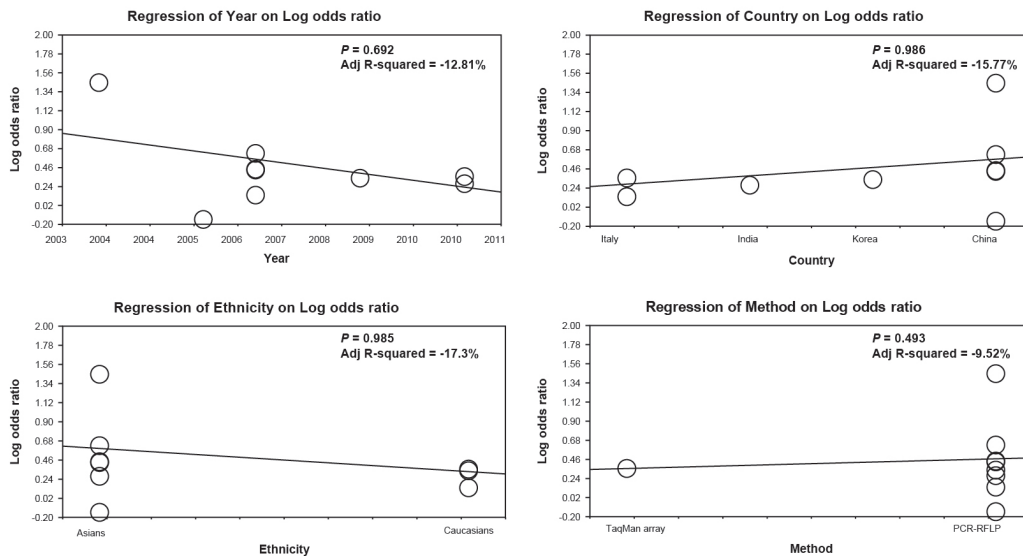 Regression of Year on Log odds ratio
P = 0.692
Adj R-squared = -12.81%
Log odds ratio
2.00
1.78
1.56
1.34
1.12
0.90
0.68
0.46
0.24
0.02
-0.20
2003 2004 2004 2005 2006 2007 2008 2009 2010 2010 2011
Year
Regression of Country on Log odds ratio
P = 0.986
Adj R-squared = -15.77%
Log odds ratio
2.00
1.78
1.56
1.34
1.12
0.90
0.68
0.46
0.24
0.02
-0.20
Italy India Korea China
Country
Regression of Ethnicity on Log odds ratio
P = 0.985
Adj R-squared = -17.3%
Log odds ratio
2.00
1.78
1.56
1.34
1.12
0.90
0.68
0.46
0.24
0.02
-0.20
Asians Caucasians
Ethnicity
Regression of Method on Log odds ratio
P = 0.493
Adj R-squared = -9.52%
Log odds ratio
2.00
1.78
1.56
1.34
1.12
0.90
0.68
0.46
0.24
0.02
-0.20
TaqMan array PCR-RFLP
Method